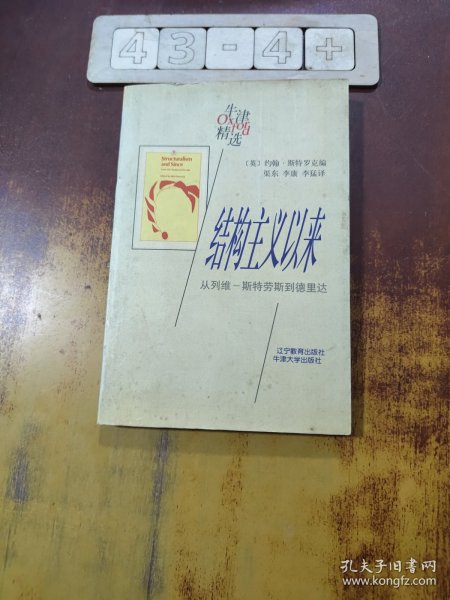 43-4+
牛津
Oxford
精选
〔英〕约翰·斯特罗克编
渠东 李康 李猛译
Structuralism
and Since
结构主义以来
从列维-斯特劳斯到德里达
辽宁教育出版社
牛津大学出版社
孔夫子旧书网
www.kongfz.com